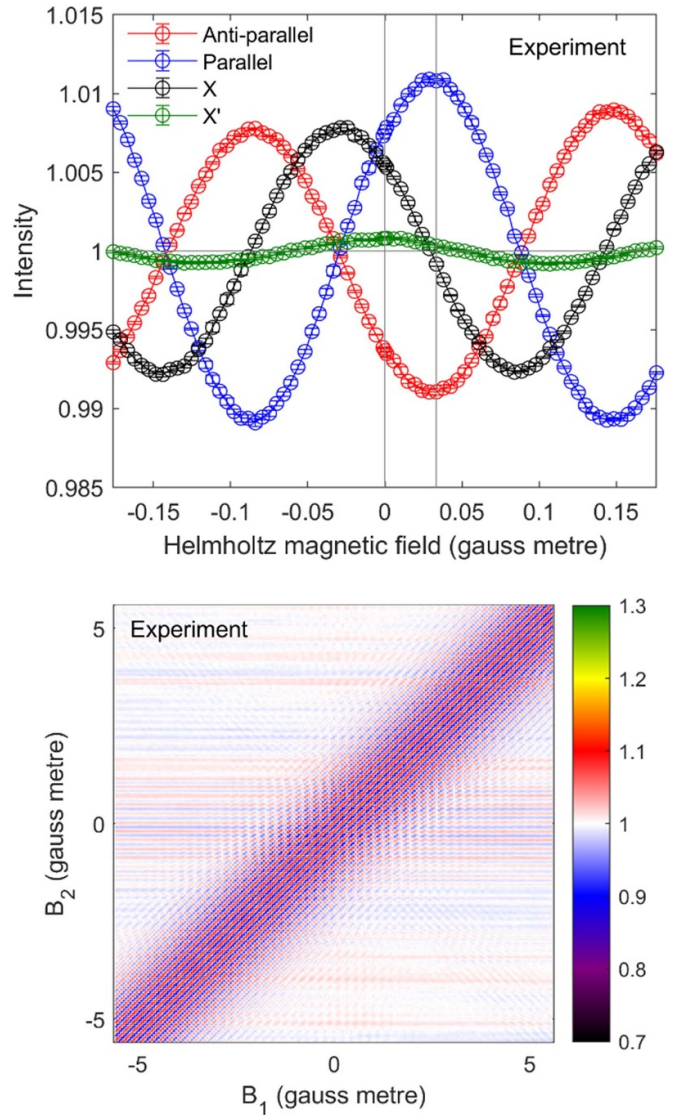 1.015
1.01
1.005
1
0.995
0.99
0.985
Intensity
Anti-parallel
Parallel
X
X'
Experiment
-0.15 -0.1 -0.05 0 0.05 0.1 0.15
Helmholtz magnetic field (gauss metre)
Experiment
5
0
-5
B2 (gauss metre)
-5 0 5
B1 (gauss metre)
1.3
1.2
1.1
1
0.9
0.8
0.7